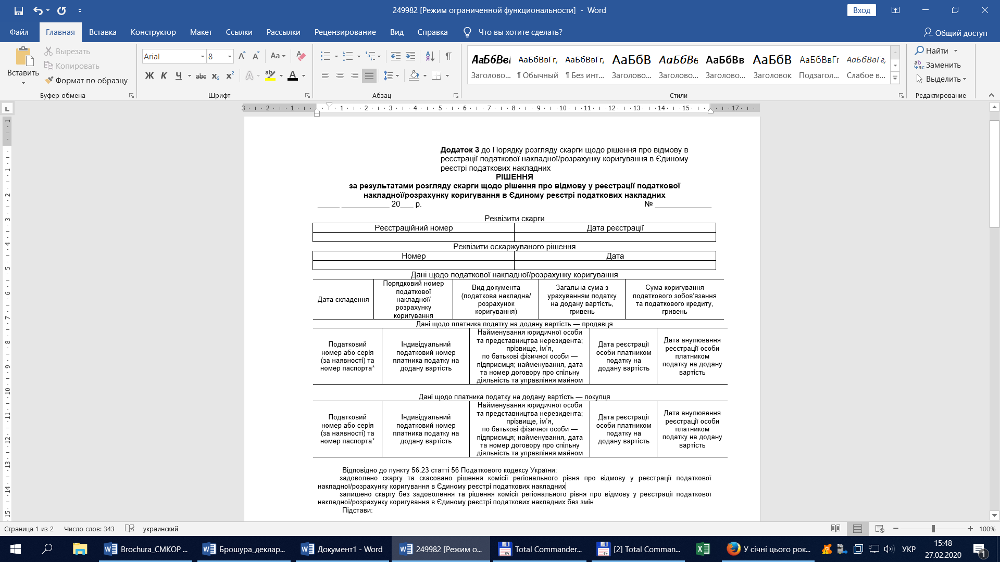 249982 [Режим ограниченной функциональности] - Word
Вход
Файл Главная Вставка Конструктор Макет Ссылки Рассылки Рецензирование Вид Справка Что вы хотите сделать? Общий доступ
Вставить
Вырезать
Копировать
Формат по образцу
Буфер обмена
Arial 8
Шрифт
Абзац
Заголово... ¶ Обычный ¶ Без инт... Заголово... Заголово... Заголово... Заголовок Подзагол... Слабое в...
Стили
Найти
Заменить
Выделить
Редактирование
Додаток 3 до Порядку розгляду скарги щодо рішення про відмову в
реєстрації податкової накладної/розрахунку коригування в Єдиному
реєстрі податкових накладних
РІШЕННЯ
за результатами розгляду скарги щодо рішення про відмову у реєстрації податкової
накладної/розрахунку коригування в Єдиному реєстрі податкових накладних
_____ ___________ 20___ р. № _____________
Реквізити скарги
Реєстраційний номер Дата реєстрації
Реквізити оскаржуваного рішення
Номер Дата
Дані щодо податкової накладної/розрахунку коригування
Дата складення
Порядковий номер
податкової
накладної/
розрахунку
коригування
Вид документа
(податкова накладна/
розрахунок
коригування)
Загальна сума з
урахуванням податку
на додану вартість,
гривень
Сума коригування
податкового зобов’язання
та податкового кредиту,
гривень
Дані щодо платника податку на додану вартість — продавця
Податковий
номер або серія
(за наявності) та
номер паспорта*
Індивідуальний
податковий номер
платника податку на
додану вартість
Найменування юридичної особи
та представництва нерезидента;
прізвище, ім’я,
по батькові фізичної особи —
підприємця; найменування, дата
та номер договору про спільну
діяльність та управління майном
Дата реєстрації
особи платником
податку на
додану вартість
Дата анулювання
реєстрації особи
платником
податку на додану
вартість
Дані щодо платника податку на додану вартість — покупця
Податковий
номер або серія
(за наявності) та
номер паспорта*
Індивідуальний
податковий номер
платника податку на
додану вартість
Найменування юридичної особи
та представництва нерезидента;
прізвище, ім’я,
по батькові фізичної особи —
підприємця; найменування, дата
та номер договору про спільну
діяльність та управління майном
Дата реєстрації
особи платником
податку на
додану вартість
Дата анулювання
реєстрації особи
платником
податку на додану
вартість
Відповідно до пункту 56.23 статті 56 Податкового кодексу України:
задоволено скаргу та скасовано рішення комісії регіонального рівня про відмову у реєстрації податкової
накладної/розрахунку коригування в Єдиному реєстрі податкових накладних
залишено скаргу без задоволення та рішення комісії регіонального рівня про відмову у реєстрації податкової
накладної/розрахунку коригування в Єдиному реєстрі податкових накладних без змін
Підстави:
Страница 1 из 2 Число слов: 343 украинский 100%
Brochura_СМКОР ... Брошура_деклар... Документ1 - Word 249982 [Режим о... Total Commander... [2] Total Comman... У січні цього рок... УКР
15:48
27.02.2020
1